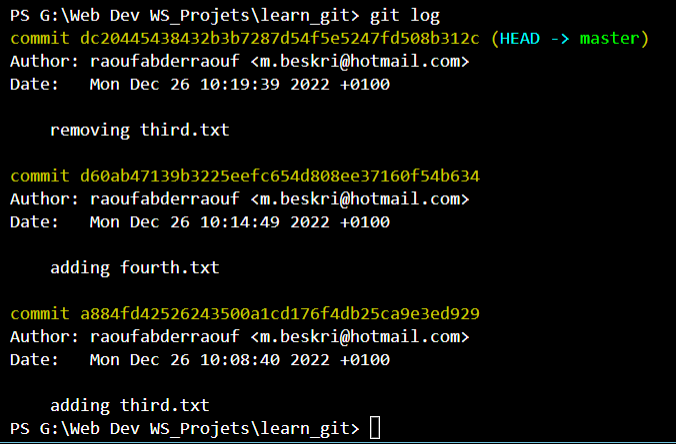 PS G:\Web Dev WS_Projets\learn_git> git log
commit dc20445438432b3b7287d54f5e5247fd508b312c (HEAD -> master)
Author: raoufabderraouf <m.beskri@hotmail.com>
Date:   Mon Dec 26 10:19:39 2022 +0100
    removing third.txt
commit d60ab47139b3225eefc654d808ee37160f54b634
Author: raoufabderraouf <m.beskri@hotmail.com>
Date:   Mon Dec 26 10:14:49 2022 +0100
    adding fourth.txt
commit a884fd42526243500a1cd176f4db25ca9e3ed929
Author: raoufabderraouf <m.beskri@hotmail.com>
Date:   Mon Dec 26 10:08:40 2022 +0100
    adding third.txt
PS G:\Web Dev WS_Projets\learn_git>